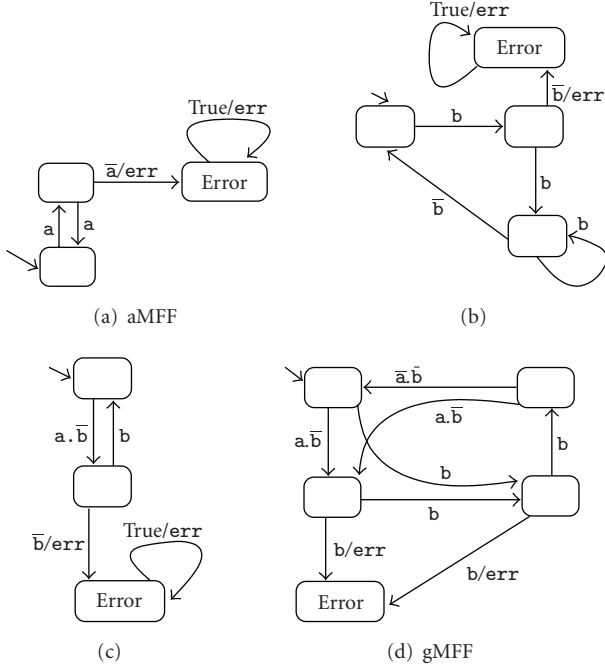 True/err
Error
b̅/err
b
b
b̅
b
True/err
a̅/err
Error
a
a
(a) aMFF
(b)
a.b̅
b
b̅/err
True/err
Error
(c)
a̅.b̅
a.b̅
a.b̅
b
b
b
b/err
b/err
Error
(d) gMFF